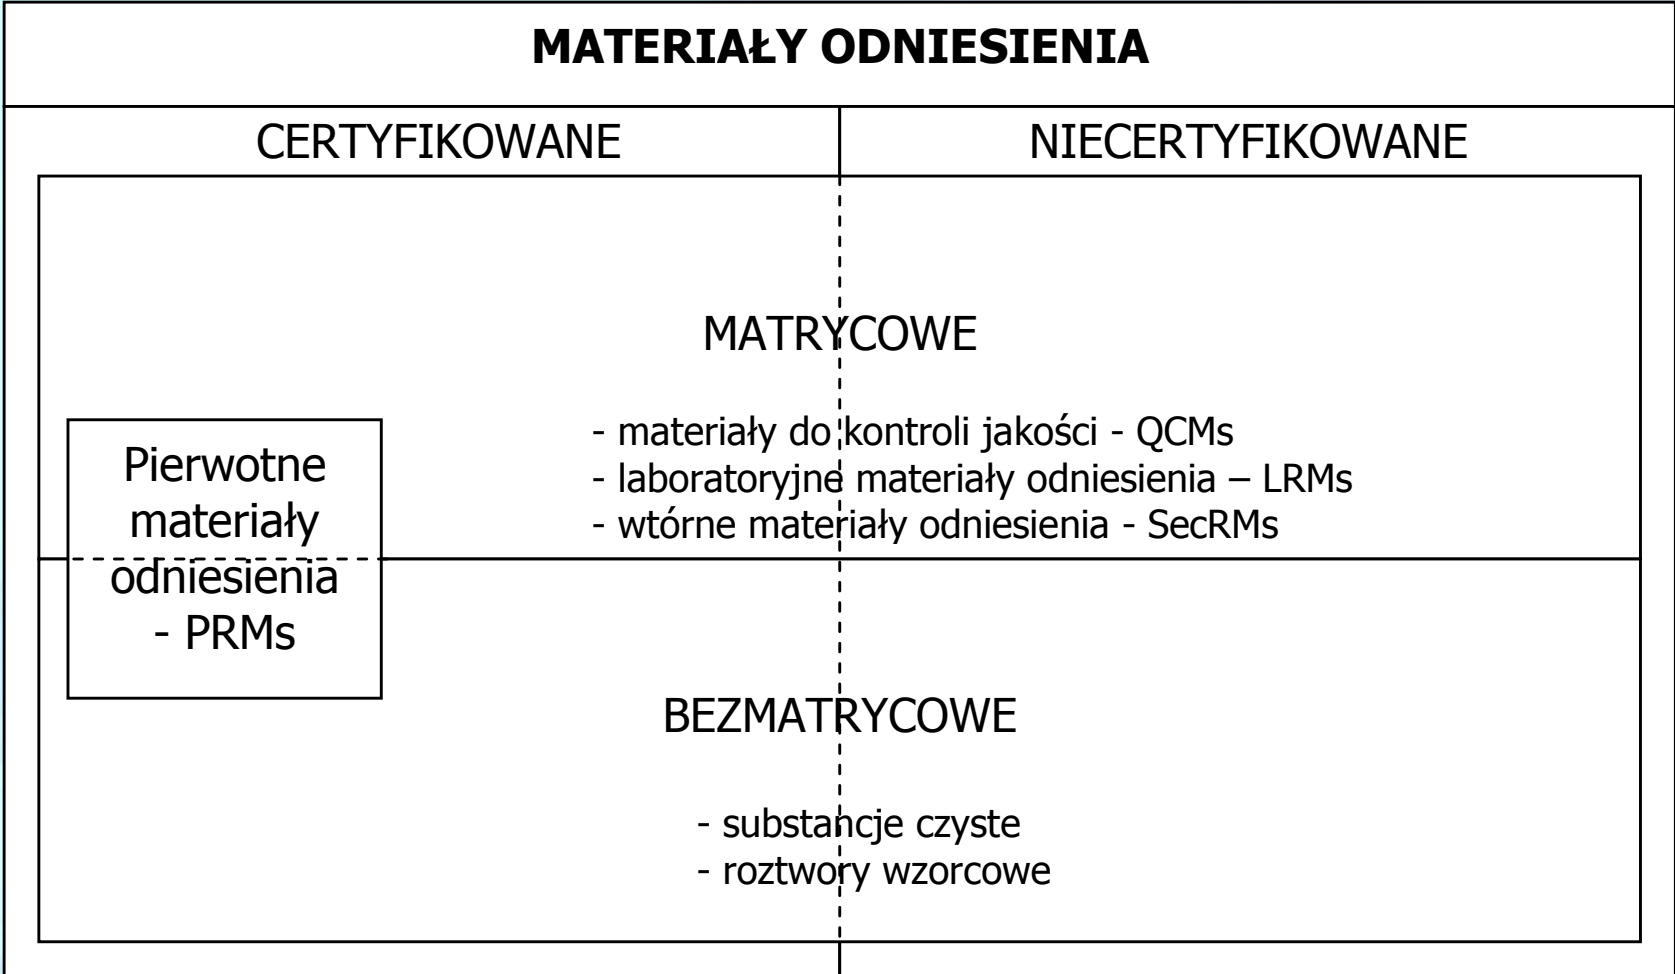 MATERIAŁY ODNIESIENIA
CERTYFIKOWANE
NIECERTYFIKOWANE
MATRYCOWE
- materiały do kontroli jakości - QCMs
- laboratoryjne materiały odniesienia – LRMs
- wtórne materiały odniesienia - SecRMs
Pierwotne
materiały
odniesienia
- PRMs
BEZMATRYCOWE
- substancje czyste
- roztwory wzorcowe